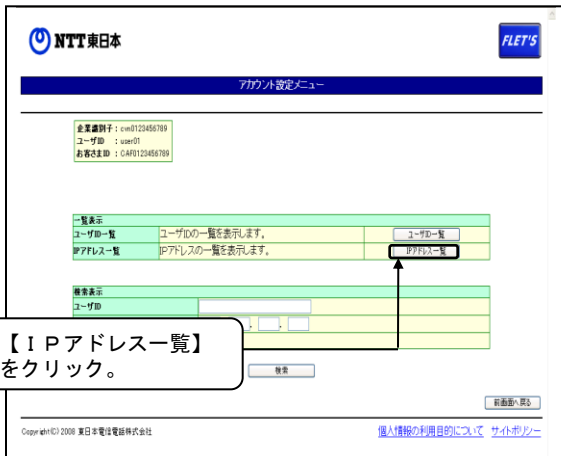 NTT東日本
FLET'S
アカウント設定メニュー
企業識別子：cvn0123456789
ユーザID ：user01
お客さまID ：CAF0123456789
一覧表示
ユーザID一覧 ユーザIDの一覧を表示します。 ユーザID一覧
IPアドレス一覧 IPアドレスの一覧を表示します。 IPアドレス一覧
検索表示
ユーザID
【ＩＰアドレス一覧】
をクリック。
検索
前画面へ戻る
Copyright(C) 2008 東日本電信電話株式会社
個人情報の利用目的について サイトポリシー